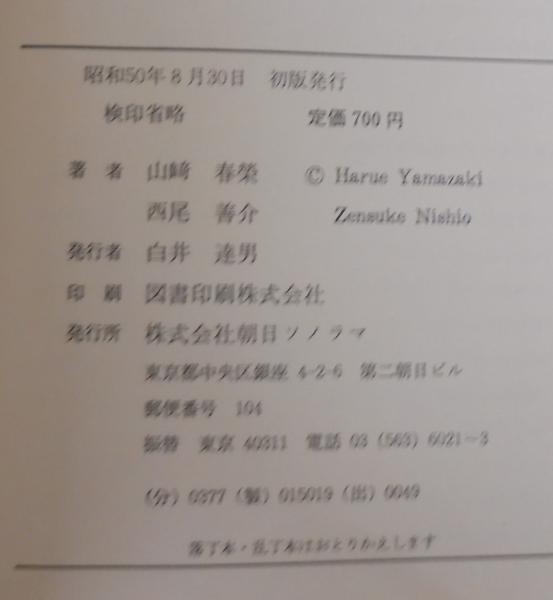 昭和50年8月30日 初版発行
検印省略 定価 700 円
著 者 山﨑 春榮 © Harue Yamazaki
西尾 善介 Zensuke Nishio
発行者 白井 達男
印 刷 図書印刷株式会社
発行所 株式会社朝日ソノラマ
東京都中央区銀座 4-2-6 第二朝日ビル
郵便番号 104
振替 東京 40311 電話 03 (563) 6021~3
(分) 0377 (製) 015019 (出) 0049
落丁本・乱丁本はおとりかえします